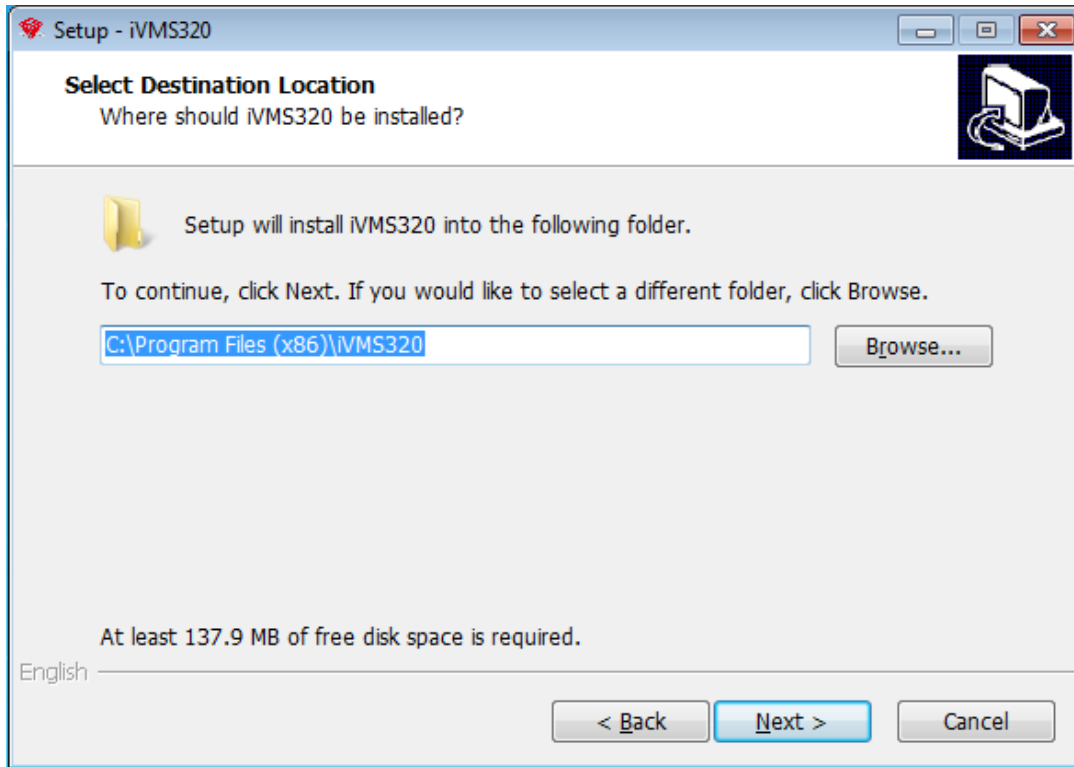 Setup - iVMS320
Select Destination Location
Where should iVMS320 be installed?
Setup will install iVMS320 into the following folder.
To continue, click Next. If you would like to select a different folder, click Browse.
C:\Program Files (x86)\iVMS320
Browse...
At least 137.9 MB of free disk space is required.
English
< Back
Next >
Cancel